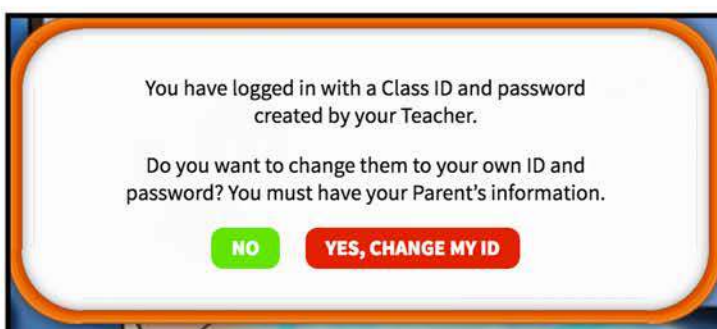 You have logged in with a Class ID and password
created by your Teacher.
Do you want to change them to your own ID and
password? You must have your Parent's information.
NO
YES, CHANGE MY ID